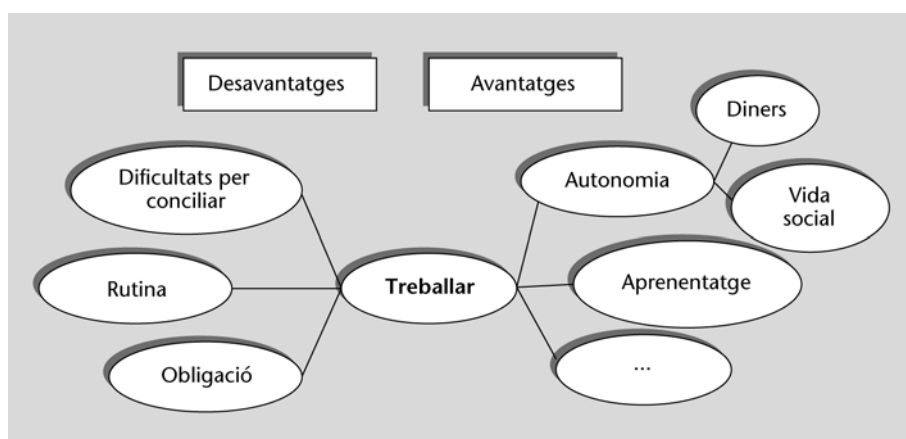 Desavantatges
Avantatges
Diners
Dificultats per
conciliar
Autonomia
Vida
social
Rutina
Treballar
Aprenentatge
Obligació
...